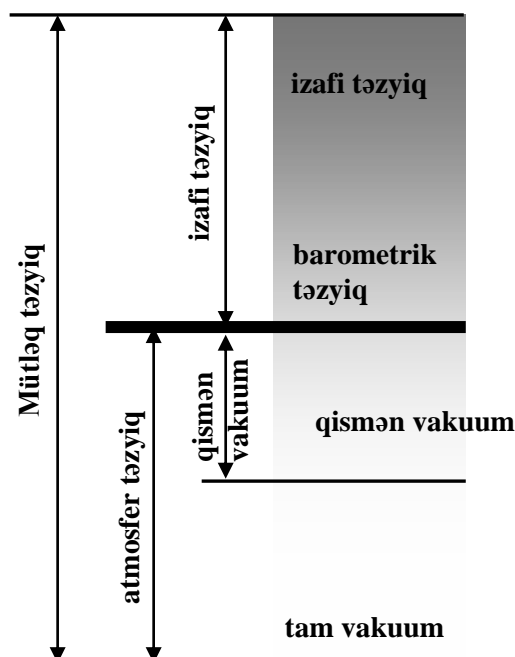 izafi təzyiq
izafi təzyiq
barometrik
təzyiq
Mütləq təzyiq
qismən
vakuum
qismən vakuum
atmosfer təzyiq
tam vakuum